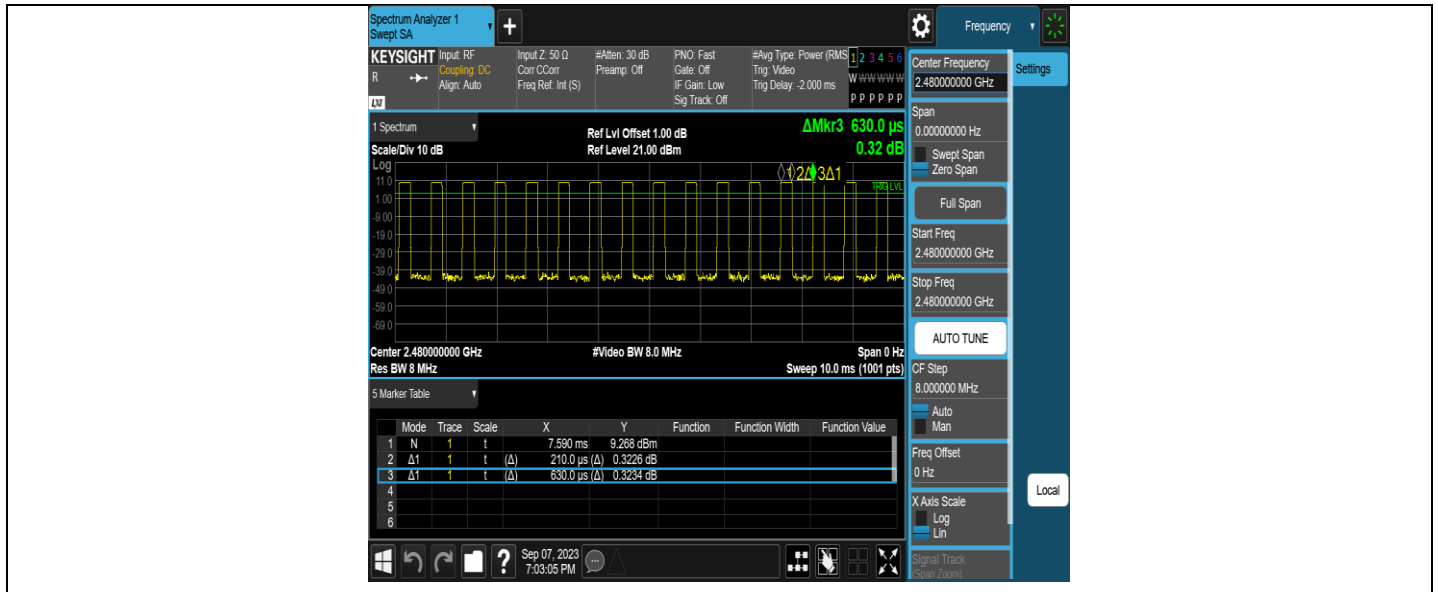 Spectrum Analyzer 1
Swept SA
+
Frequency
KEYSIGHT
R
LXI
Input: RF
Coupling: DC
Align: Auto
Input Z: 50 Ω
Corr CCorr
Freq Ref: Int (S)
#Atten: 30 dB
Preamp: Off
PNO: Fast
Gate: Off
IF Gain: Low
Sig Track: Off
#Avg Type: Power (RMS
Trig: Video
Trig Delay: -2.000 ms
1 2 3 4 5 6
W W W W W W
P P P P P P
1 Spectrum
Scale/Div 10 dB
Ref Lvl Offset 1.00 dB
Ref Level 21.00 dBm
ΔMkr3 630.0 µs
0.32 dB
Log
11.0
1.00
-9.00
-19.0
-29.0
-39.0
-49.0
-59.0
-69.0
2Δ 3Δ1
TRIG LVL
Center 2.480000000 GHz
#Video BW 8.0 MHz
Span 0 Hz
Res BW 8 MHz
Sweep 10.0 ms (1001 pts)
5 Marker Table
Mode Trace Scale X Y Function Function Width Function Value
1 N 1 t 7.590 ms 9.268 dBm
2 Δ1 1 t (Δ) 210.0 µs (Δ) 0.3226 dB
3 Δ1 1 t (Δ) 630.0 µs (Δ) 0.3234 dB
4
5
6
?
Sep 07, 2023
7:03:05 PM
Center Frequency
2.480000000 GHz
Span
0.00000000 Hz
Swept Span
Zero Span
Full Span
Start Freq
2.480000000 GHz
Stop Freq
2.480000000 GHz
AUTO TUNE
CF Step
8.000000 MHz
Auto
Man
Freq Offset
0 Hz
X Axis Scale
Log
Lin
Signal Track
(Span Zoom)
Settings
Local